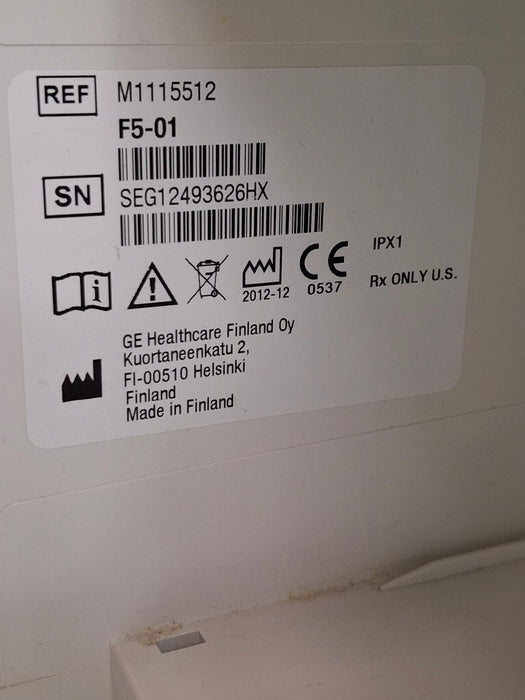 REF M1115512
F5-01
SN SEG12493626HX
i
2012-12
CE 0537
IPX1
Rx ONLY U.S.
GE Healthcare Finland Oy
Kuortaneenkatu 2,
FI-00510 Helsinki
Finland
Made in Finland